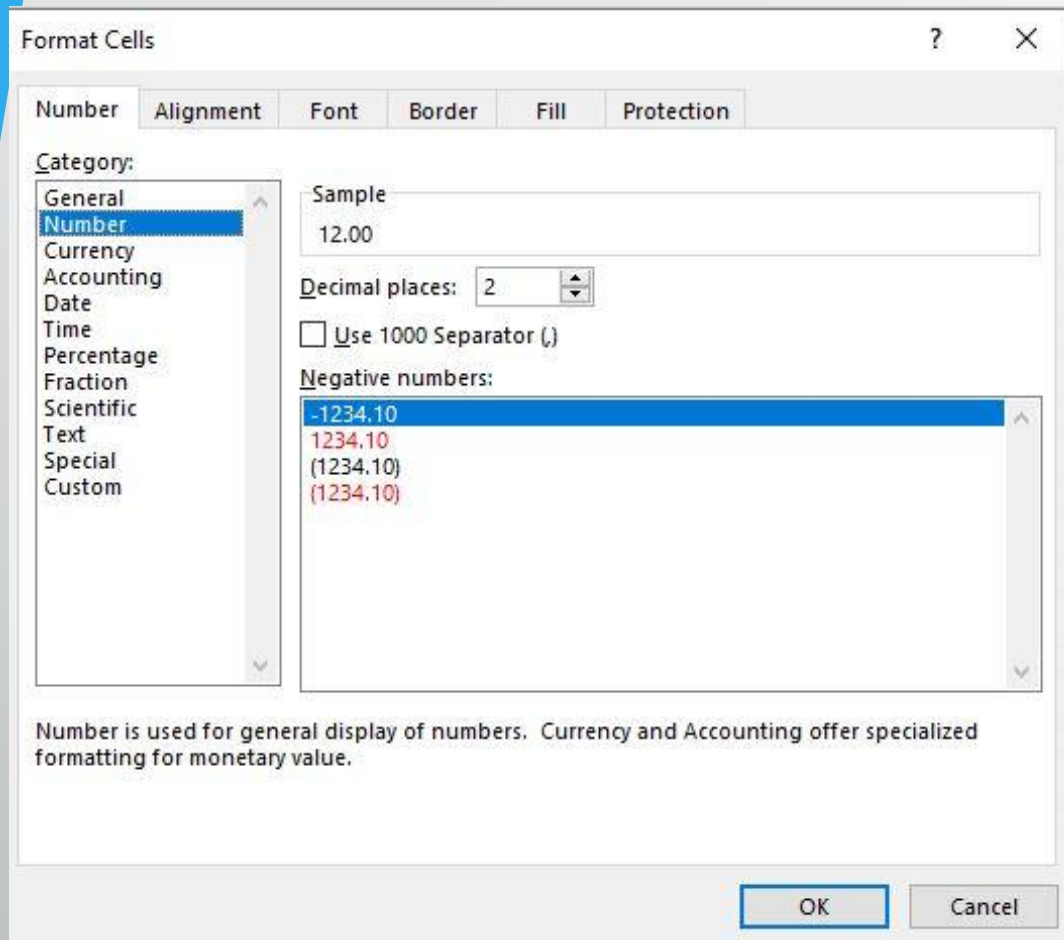 Format Cells
?
Number
Alignment
Font
Border
Fill
Protection
Category:
General
Number
Currency
Accounting
Date
Time
Percentage
Fraction
Scientific
Text
Special
Custom
Sample
12.00
Decimal places: 2
Use 1000 Separator (,)
Negative numbers:
-1234.10
1234.10
(1234.10)
(1234.10)
Number is used for general display of numbers.  Currency and Accounting offer specialized
formatting for monetary value.
OK
Cancel